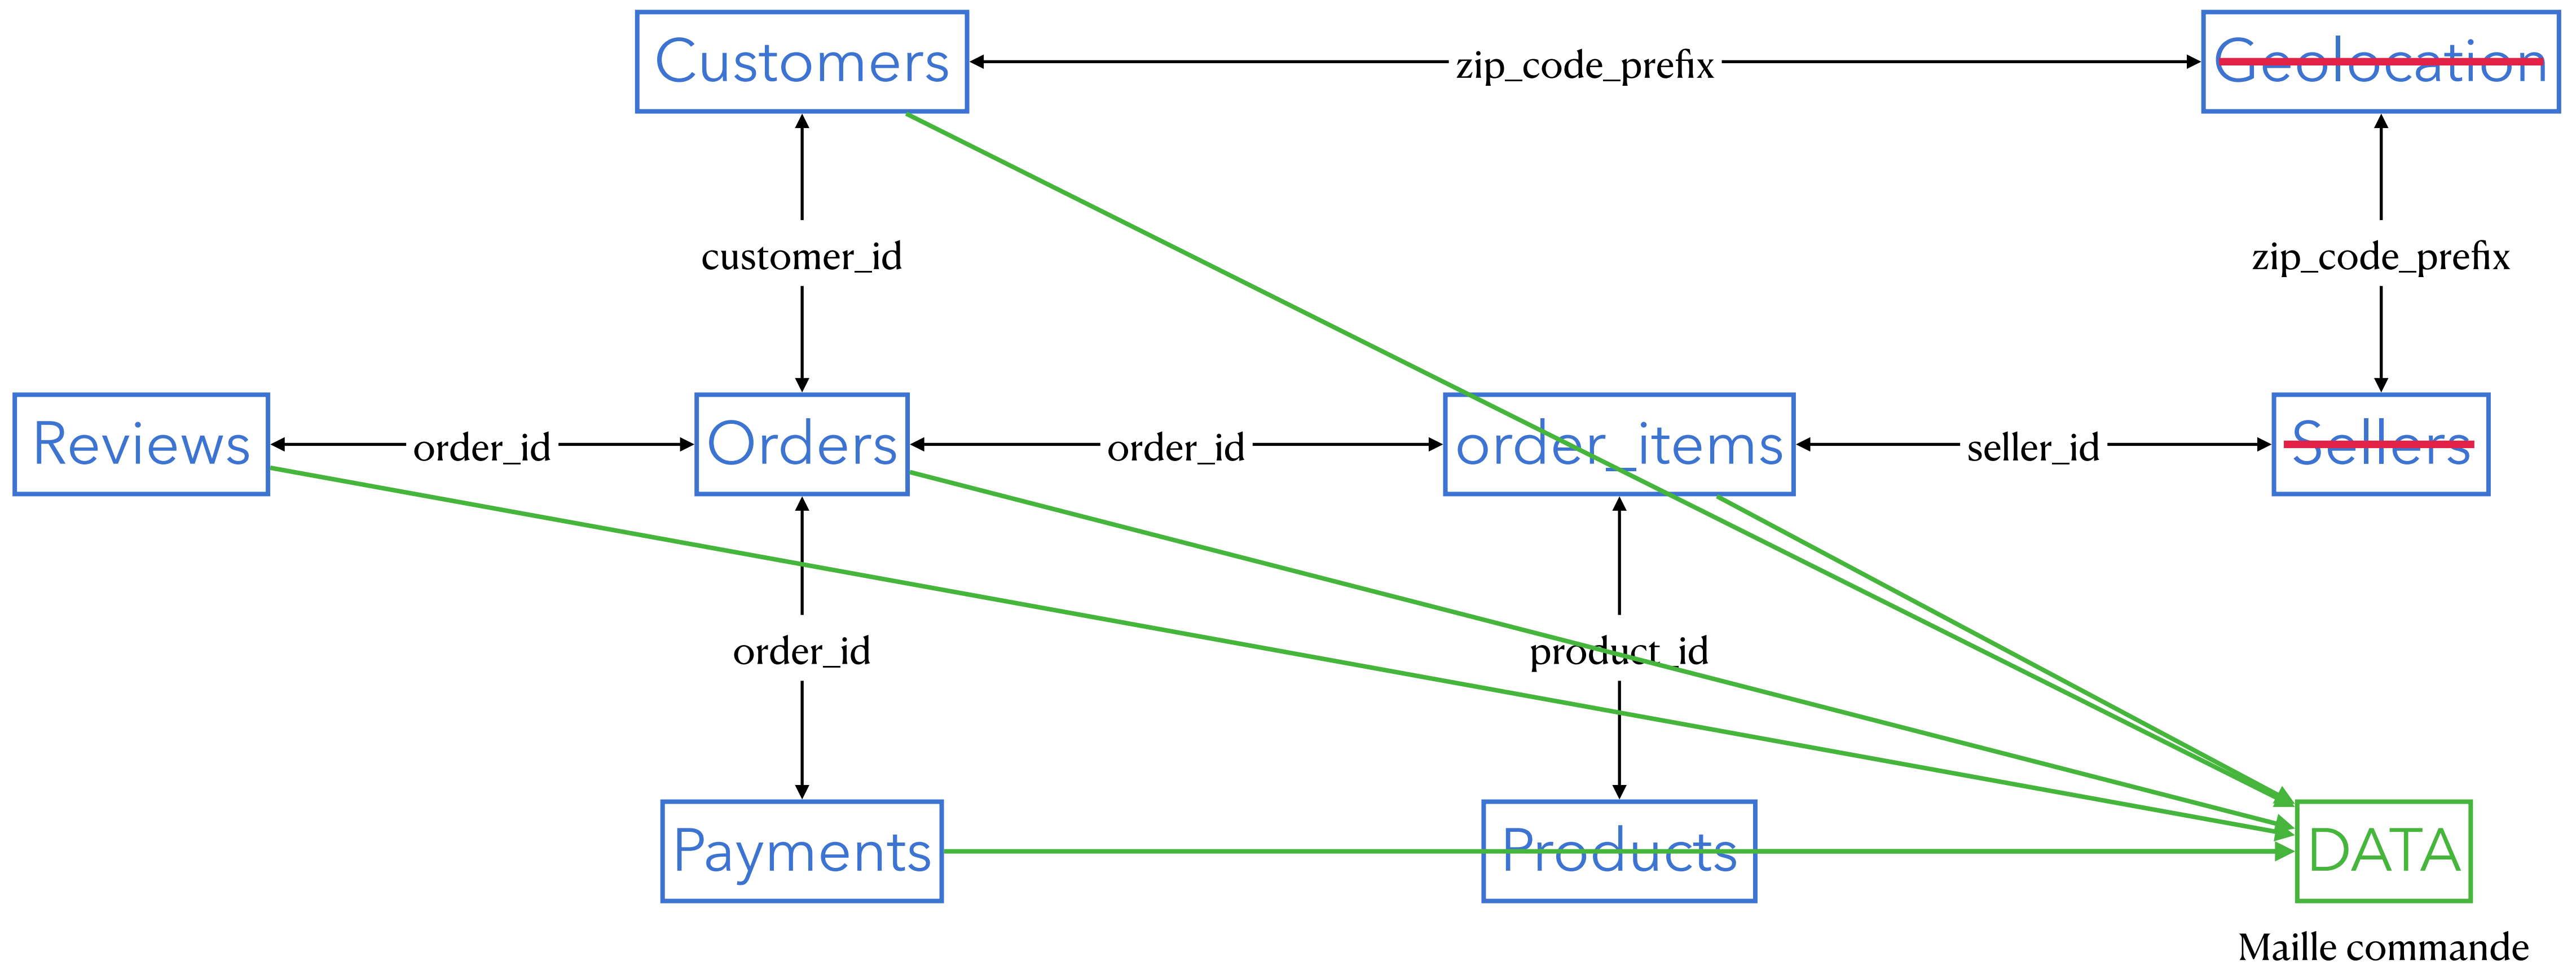 Customers
zip_code_prefix
Geolocation
customer_id
zip_code_prefix
Reviews
order_id
Orders
order_id
order_items
seller_id
Sellers
order_id
product_id
Payments
Products
DATA
Maille commande